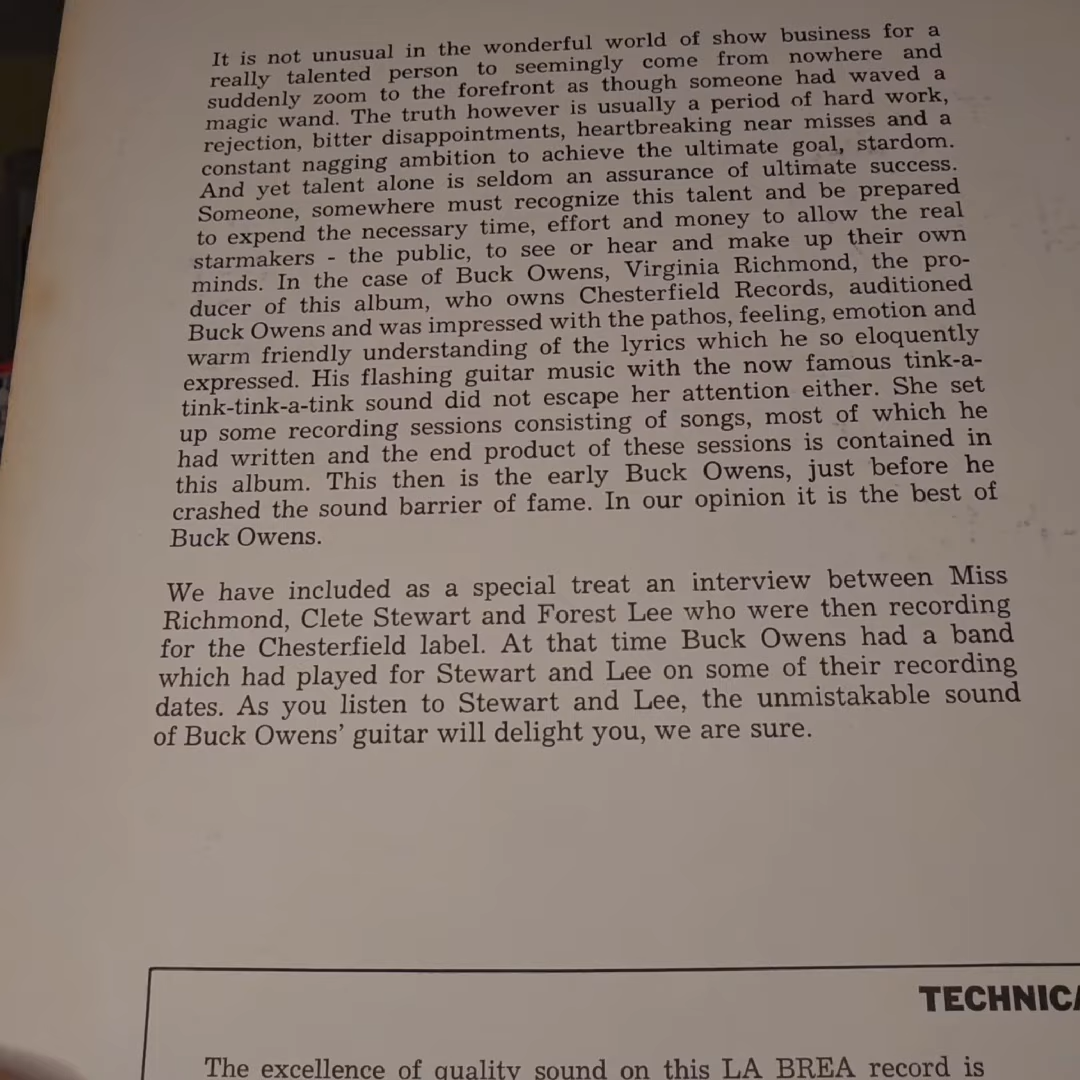 It is not unusual in the wonderful world of show business for a
really talented person to seemingly come from nowhere and
suddenly zoom to the forefront as though someone had waved a
magic wand. The truth however is usually a period of hard work,
rejection, bitter disappointments, heartbreaking near misses and a
constant nagging ambition to achieve the ultimate goal, stardom.
And yet talent alone is seldom an assurance of ultimate success.
Someone, somewhere must recognize this talent and be prepared
to expend the necessary time, effort and money to allow the real
starmakers - the public, to see or hear and make up their own
minds. In the case of Buck Owens, Virginia Richmond, the pro-
ducer of this album, who owns Chesterfield Records, auditioned
Buck Owens and was impressed with the pathos, feeling, emotion and
warm friendly understanding of the lyrics which he so eloquently
expressed. His flashing guitar music with the now famous tink-a-
tink-tink-a-tink sound did not escape her attention either. She set
up some recording sessions consisting of songs, most of which he
had written and the end product of these sessions is contained in
this album. This then is the early Buck Owens, just before he
crashed the sound barrier of fame. In our opinion it is the best of
Buck Owens.
We have included as a special treat an interview between Miss
Richmond, Clete Stewart and Forest Lee who were then recording
for the Chesterfield label. At that time Buck Owens had a band
which had played for Stewart and Lee on some of their recording
dates. As you listen to Stewart and Lee, the unmistakable sound
of Buck Owens' guitar will delight you, we are sure.
TECHNICA
The excellence of quality sound on this LA BREA record is